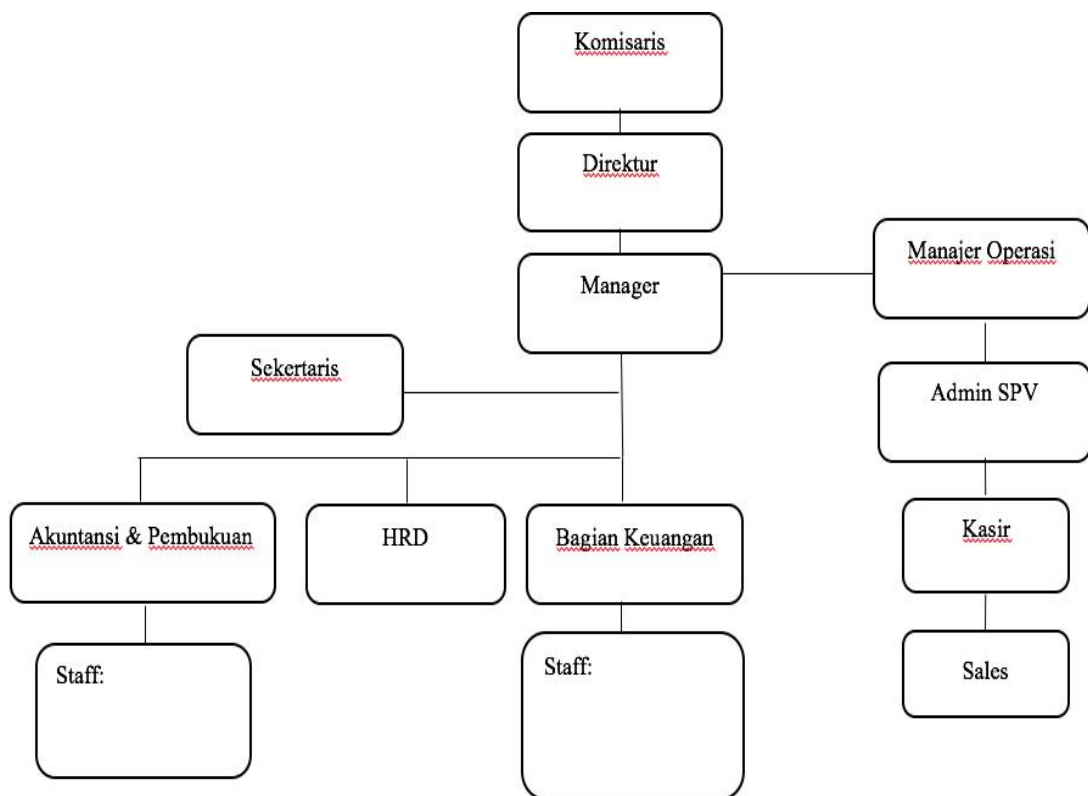 Komisaris
Direktur
Manager
Manajer Operasi
Sekertaris
Admin SPV
Akuntansi & Pembukuan
HRD
Bagian Keuangan
Kasir
Staff:
Staff:
Sales